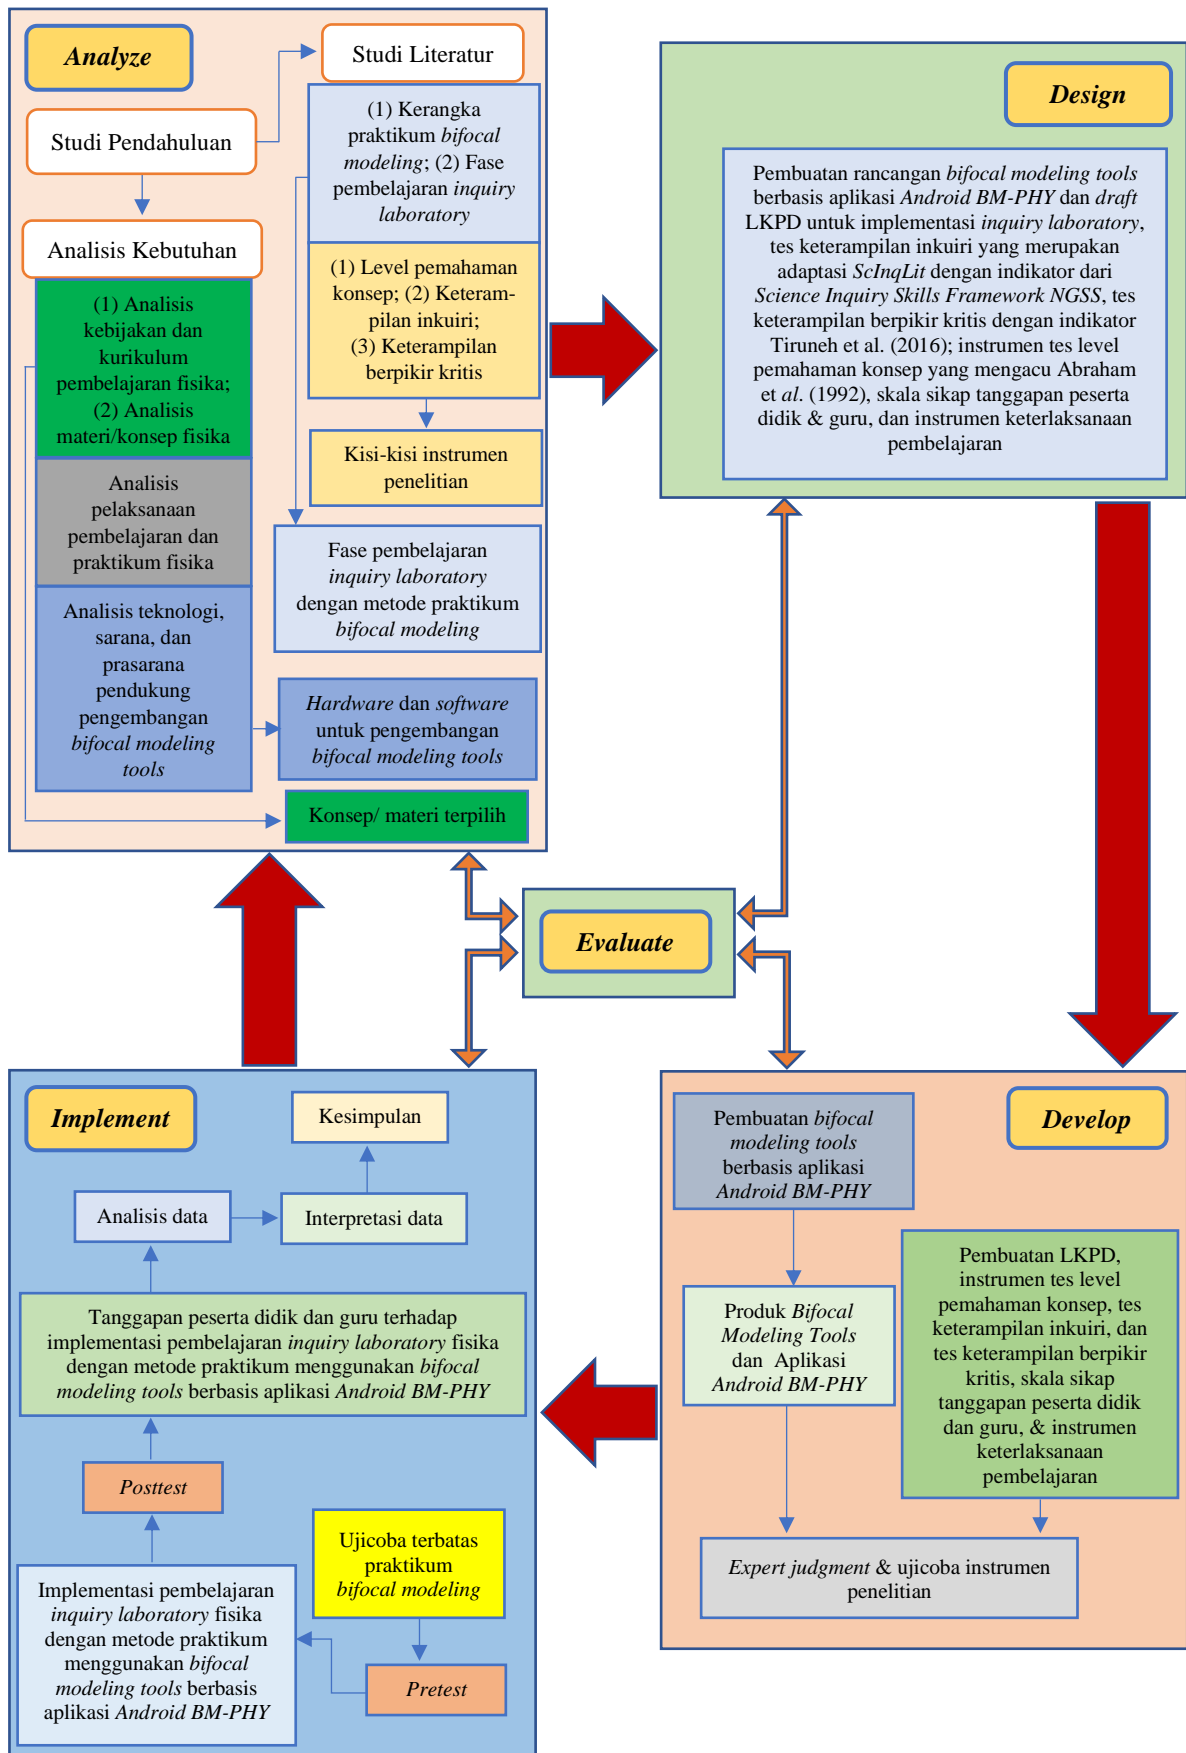 Analyze
Studi Literatur
Studi Pendahuluan
(1) Kerangka
praktikum bifocal
modeling; (2) Fase
pembelajaran inquiry
laboratory
Analisis Kebutuhan
(1) Level pemahaman
konsep; (2) Keteram-
pilan inkuiri;
(3) Keterampilan
berpikir kritis
(1) Analisis
kebijakan dan
kurikulum
pembelajaran fisika;
(2) Analisis
materi/konsep fisika
Kisi-kisi instrumen
penelitian
Analisis
pelaksanaan
pembelajaran dan
praktikum fisika
Fase pembelajaran
inquiry laboratory
dengan metode praktikum
bifocal modeling
Analisis teknologi,
sarana, dan
prasarana
pendukung
pengembangan
bifocal modeling
tools
Hardware dan software
untuk pengembangan
bifocal modeling tools
Konsep/ materi terpilih
Design
Pembuatan rancangan bifocal modeling tools
berbasis aplikasi Android BM-PHY dan draft
LKPD untuk implementasi inquiry laboratory,
tes keterampilan inkuiri yang merupakan
adaptasi ScInqLit dengan indikator dari
Science Inquiry Skills Framework NGSS, tes
keterampilan berpikir kritis dengan indikator
Tiruneh et al. (2016); instrumen tes level
pemahaman konsep yang mengacu Abraham
et al. (1992), skala sikap tanggapan peserta
didik & guru, dan instrumen keterlaksanaan
pembelajaran
Evaluate
Develop
Pembuatan bifocal
modeling tools
berbasis aplikasi
Android BM-PHY
Produk Bifocal
Modeling Tools
dan Aplikasi
Android BM-PHY
Pembuatan LKPD,
instrumen tes level
pemahaman konsep, tes
keterampilan inkuiri, dan
tes keterampilan berpikir
kritis, skala sikap
tanggapan peserta didik
dan guru, & instrumen
keterlaksanaan
pembelajaran
Expert judgment & ujicoba instrumen
penelitian
Implement
Kesimpulan
Analisis data
Interpretasi data
Tanggapan peserta didik dan guru terhadap
implementasi pembelajaran inquiry laboratory fisika
dengan metode praktikum menggunakan bifocal
modeling tools berbasis aplikasi Android BM-PHY
Posttest
Ujicoba terbatas
praktikum
bifocal modeling
Implementasi pembelajaran
inquiry laboratory fisika
dengan metode praktikum
menggunakan bifocal
modeling tools berbasis
aplikasi Android BM-PHY
Pretest